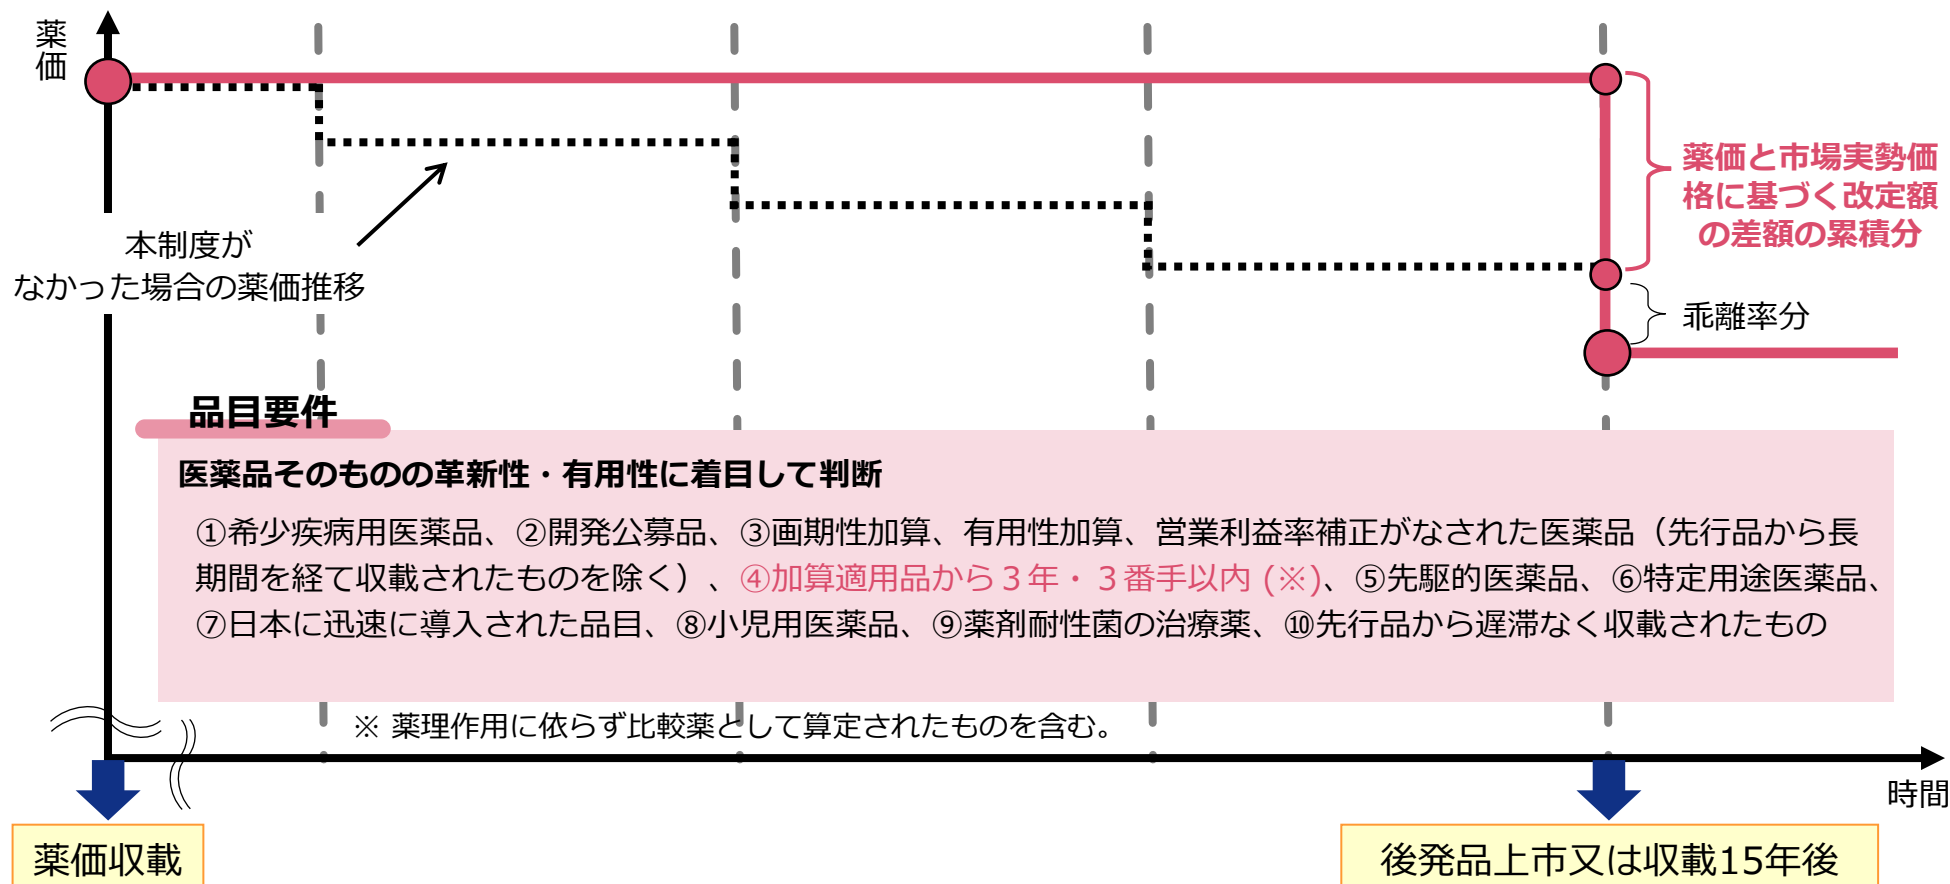 薬価
本制度が
なかった場合の薬価推移
薬価と市場実勢価
格に基づく改定額
の差額の累積分
乖離率分
品目要件
医薬品そのものの革新性・有用性に着目して判断
①希少疾病用医薬品、②開発公募品、③画期性加算、有用性加算、営業利益率補正がなされた医薬品（先行品から長
期間を経て収載されたものを除く）、④加算適用品から３年・３番手以内 (※)、⑤先駆的医薬品、⑥特定用途医薬品、
⑦日本に迅速に導入された品目、⑧小児用医薬品、⑨薬剤耐性菌の治療薬、⑩先行品から遅滞なく収載されたもの
※ 薬理作用に依らず比較薬として算定されたものを含む。
時間
薬価収載
後発品上市又は収載15年後